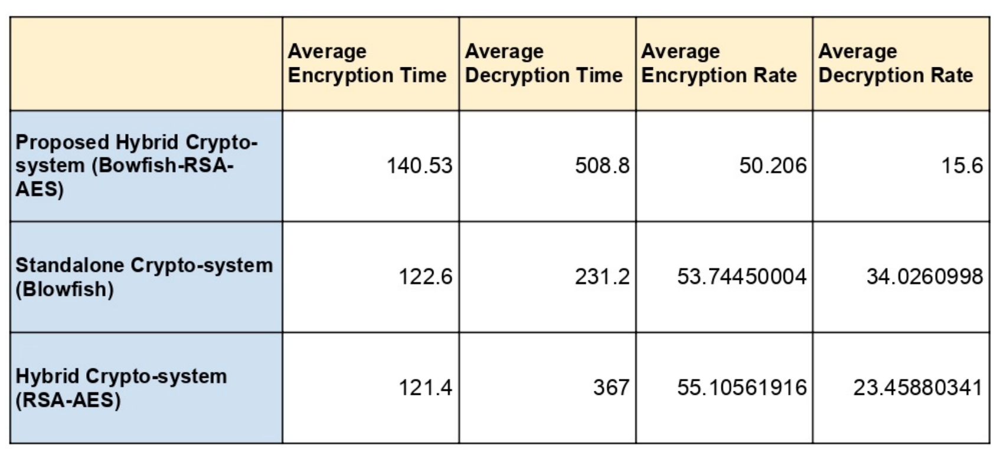 Average
Encryption Time
Average
Decryption Time
Average
Encryption Rate
Average
Decryption Rate
Proposed Hybrid Crypto-
system (Bowfish-RSA-
AES)
140.53
508.8
50.206
15.6
Standalone Crypto-system
(Blowfish)
122.6
231.2
53.74450004
34.0260998
Hybrid Crypto-system
(RSA-AES)
121.4
367
55.10561916
23.45880341